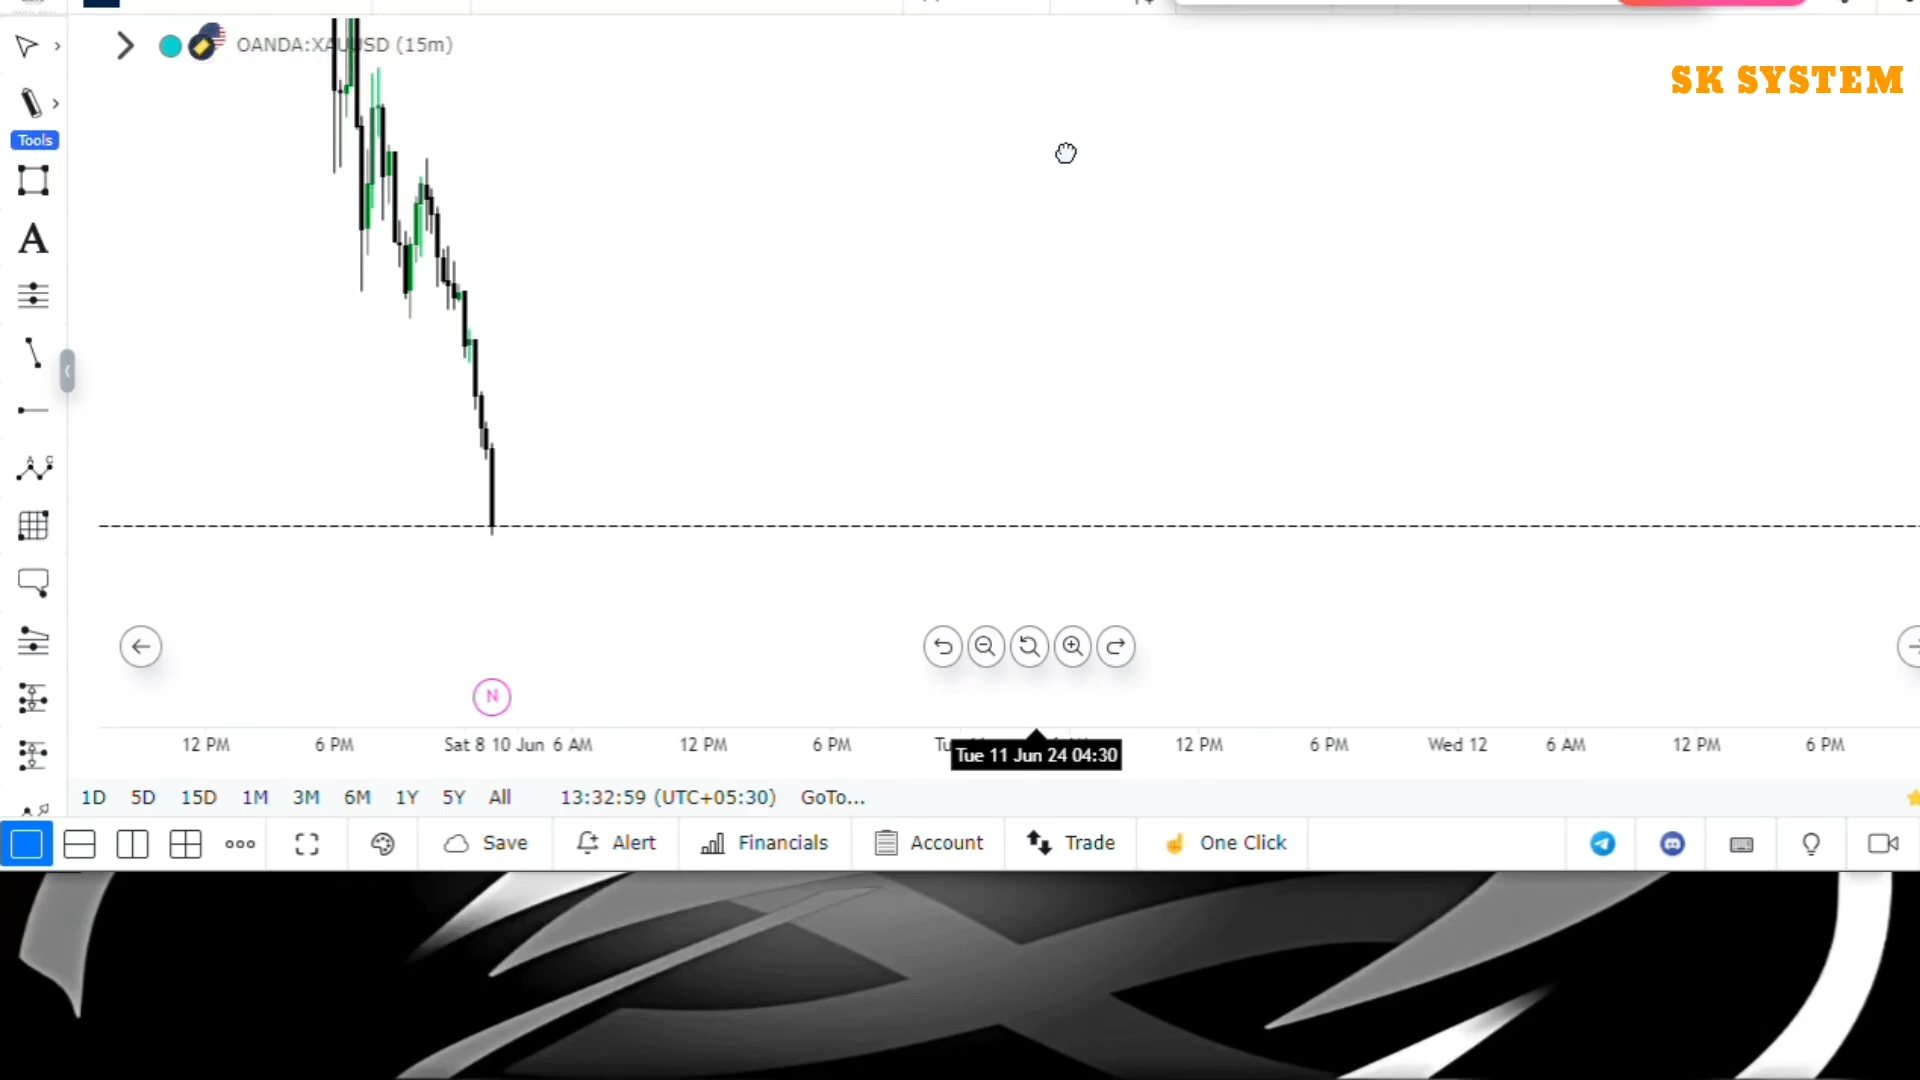 OANDA:XAUUSD (15m)
SK SYSTEM
Tools
A
A C
N
12 PM 6 PM Sat 8 10 Jun 6 AM 12 PM 6 PM Tue 11 Jun 24 04:30 12 PM 6 PM Wed 12 6 AM 12 PM 6 PM
1D 5D 15D 1M 3M 6M 1Y 5Y All 13:32:59 (UTC+05:30) GoTo...
Save Alert Financials Account Trade One Click